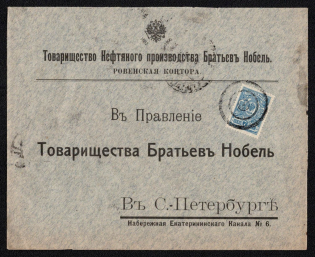 Товарищество Нефтяного производства Братьевъ Нобель.
РОВЕНСКАЯ КОНТОРА
Въ Правленіе
Товарищества Братьевъ Нобель
Въ С.-Петербургѣ
Набережная Екатерининскаго Канала № 6.